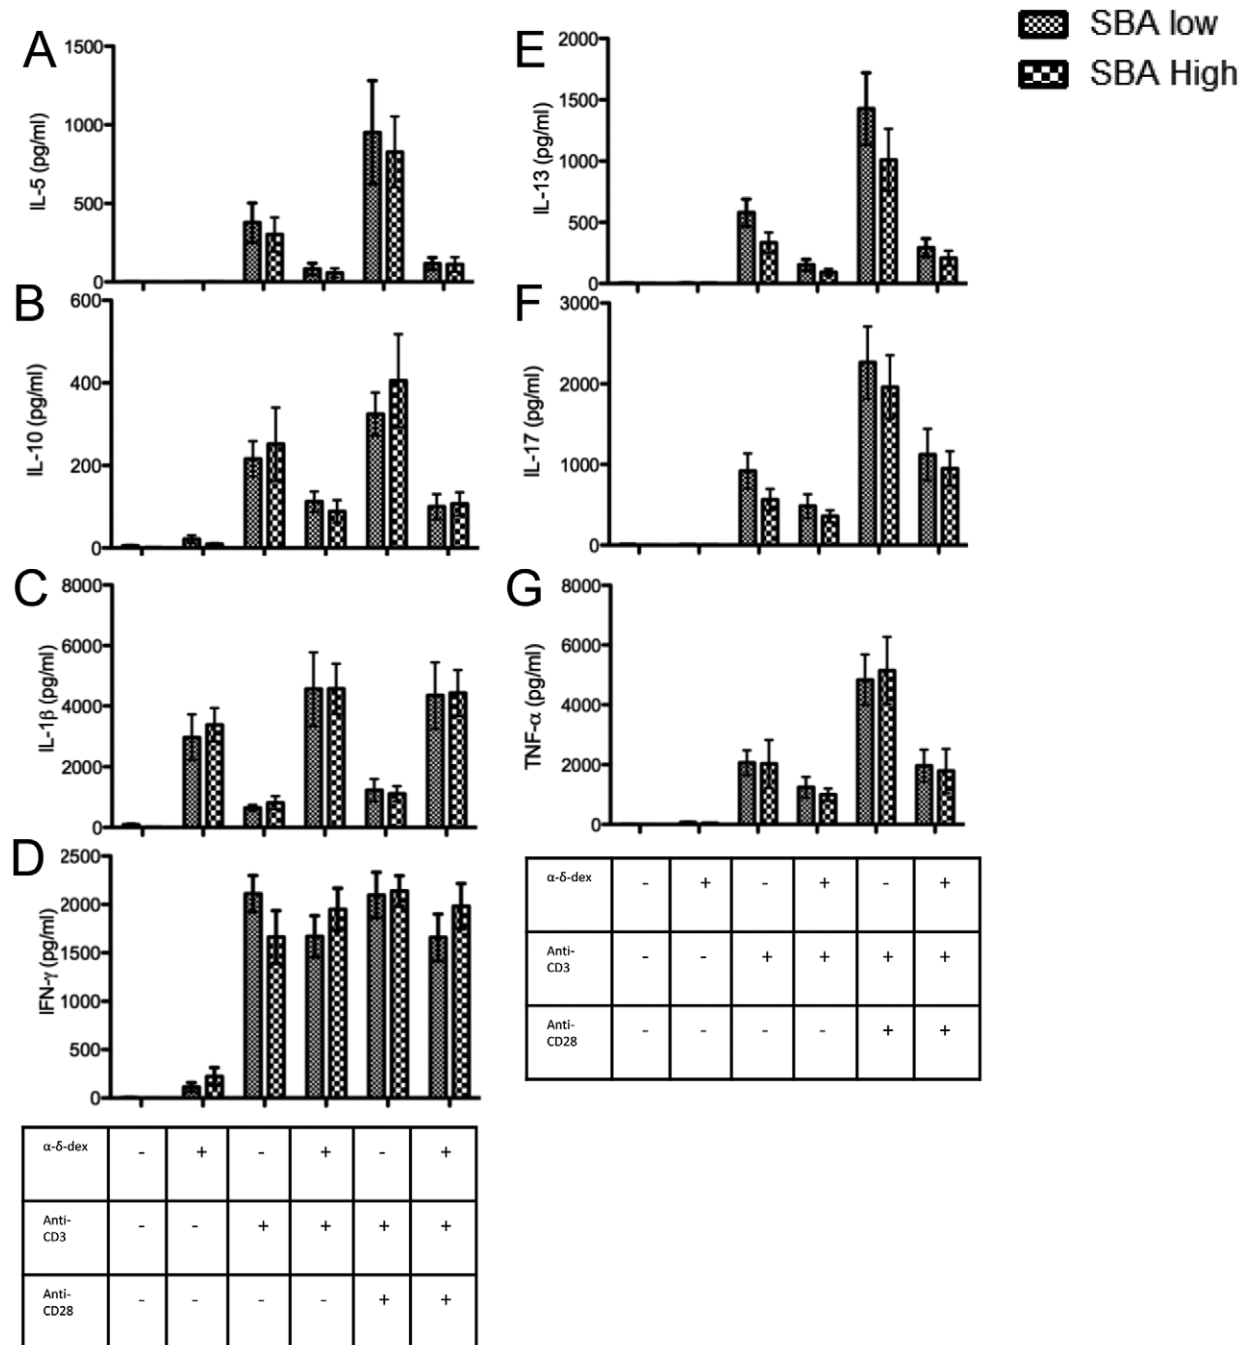 SBA low
SBA High
A
1500
1000
500
0
IL-5 (pg/ml)
E
2000
1500
1000
500
0
IL-13 (pg/ml)
B
600
400
200
0
IL-10 (pg/ml)
F
3000
2000
1000
0
IL-17 (pg/ml)
C
8000
6000
4000
2000
0
IL-1β (pg/ml)
G
8000
6000
4000
2000
0
TNF-α (pg/ml)
D
2500
2000
1500
1000
500
0
IFN-γ (pg/ml)
α-δ-dex - + - + - +
Anti-
CD3 - - + + + +
Anti-
CD28 - - - - + +
α-δ-dex - + - + - +
Anti-
CD3 - - + + + +
Anti-
CD28 - - - - + +